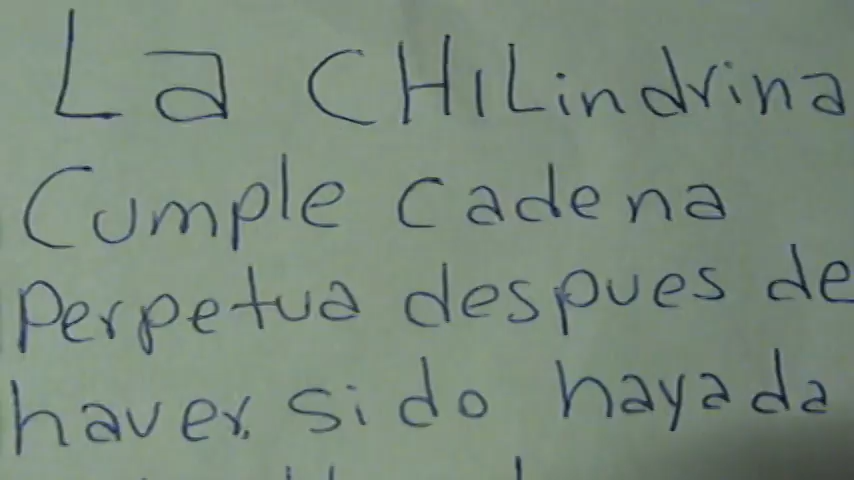 La CHILindrina
Cumple cadena
Perpetua despues de
haver. sido hayada